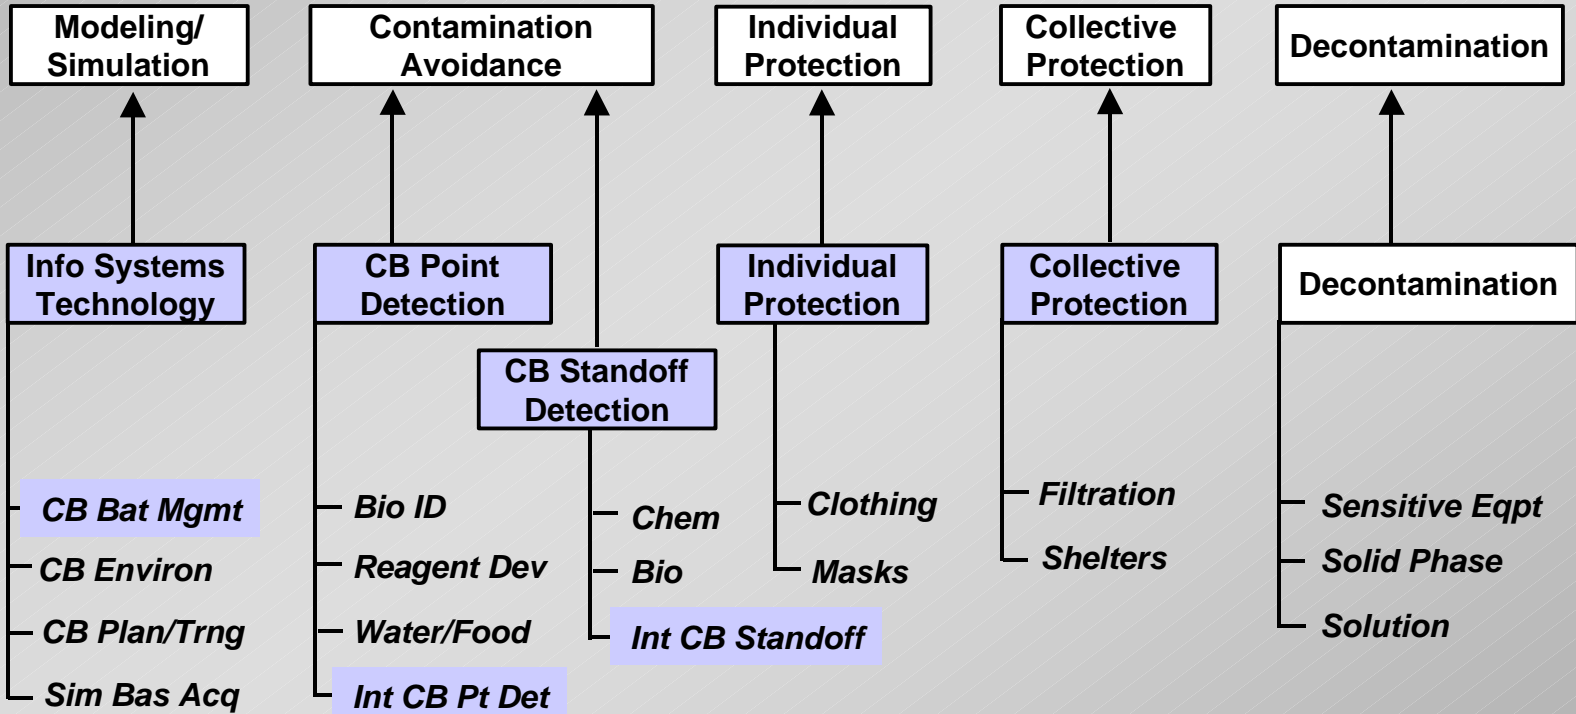 Modeling/
Simulation
Contamination
Avoidance
Individual
Protection
Collective
Protection
Decontamination
Info Systems
Technology
CB Point
Detection
CB Standoff
Detection
Individual
Protection
Collective
Protection
Decontamination
CB Bat Mgmt
CB Environ
CB Plan/Trng
Sim Bas Acq
Bio ID
Reagent Dev
Water/Food
Int CB Pt Det
Chem
Bio
Int CB Standoff
Clothing
Masks
Filtration
Shelters
Sensitive Eqpt
Solid Phase
Solution